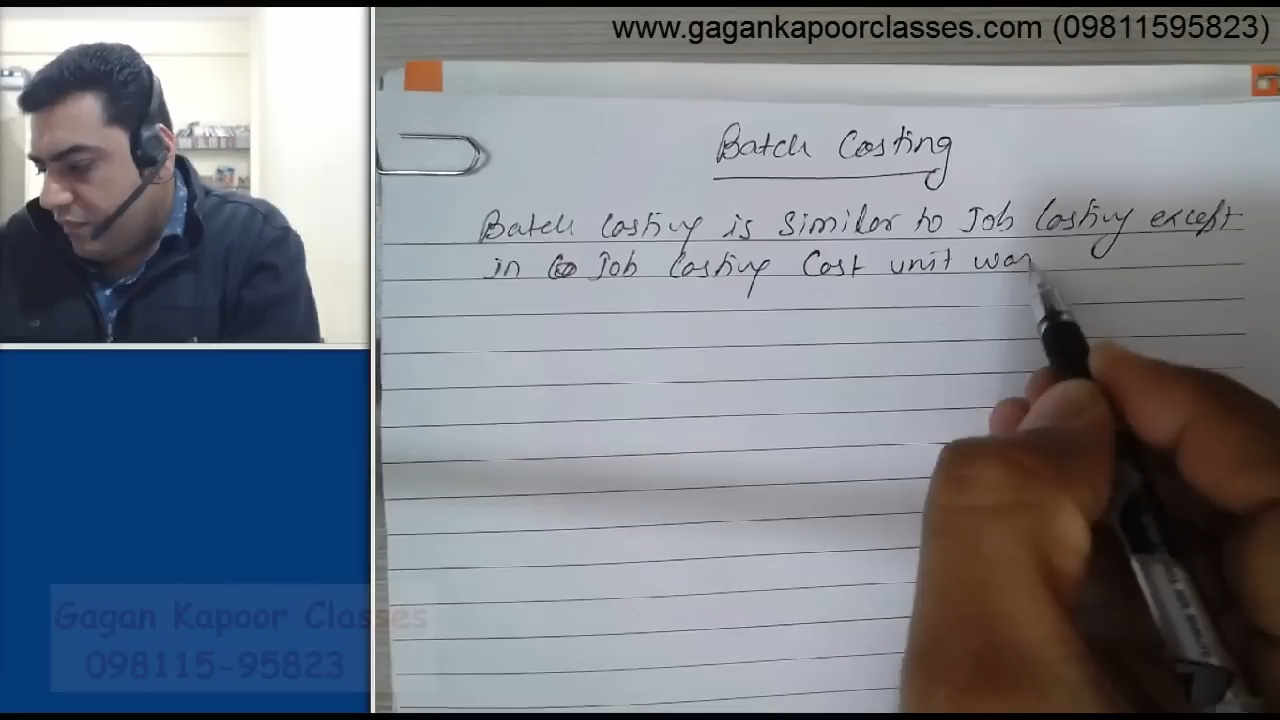 www.gagankapoorclasses.com (09811595823)
Batch Costing
Batch Costing is similar to Job Costing except
in Job Costing Cost unit was
Gagan Kapoor Classes
098115-95823